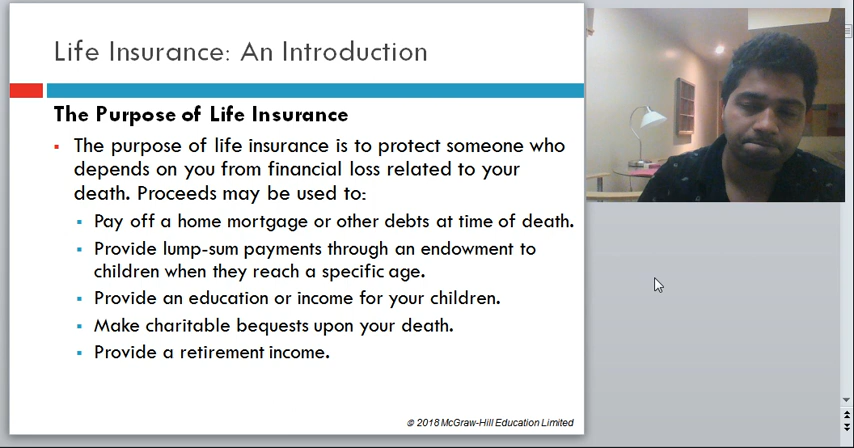 Life Insurance: An Introduction
The Purpose of Life Insurance
The purpose of life insurance is to protect someone who
depends on you from financial loss related to your
death. Proceeds may be used to:
Pay off a home mortgage or other debts at time of death.
Provide lump-sum payments through an endowment to
children when they reach a specific age.
Provide an education or income for your children.
Make charitable bequests upon your death.
Provide a retirement income.
© 2018 McGraw-Hill Education Limited